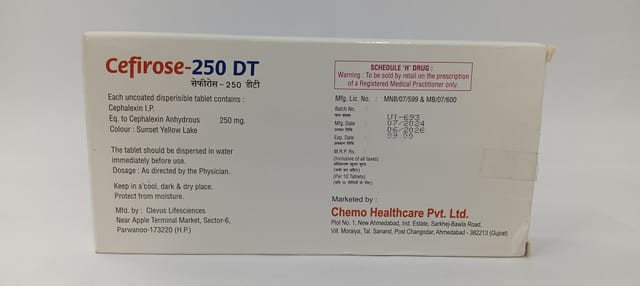 Cefirose-250 DT
सेफीरोस - 250 डीटी
Each uncoated dispersible tablet contains :
Cephalexin I.P.
Eq. to Cephalexin Anhydrous 250 mg.
Colour : Sunset Yellow Lake
The tablet should be dispersed in water
immediately before use.
Dosage : As directed by the Physician.
Keep in a cool, dark & dry place.
Protect from moisture.
Mfd. by : Clevus Lifesciences
Near Apple Terminal Market, Sector-6,
Parwanoo-173220 (H.P.)
SCHEDULE 'H' DRUG :
Warning : To be sold by retail on the prescription
of a Registered Medical Practitioner only.
Mfg. Lic. No. : MNB/07/599 & MB/07/600
Batch No. :
UT-693
Mfg. Date : 07/2024
Exp. Date : 06/2026
M.R.P. Rs. :
(Inclusive of all taxes)
(Per 10 Tablets)
Marketed by :
Chemo Healthcare Pvt. Ltd.
Plot No. 1, New Ahmedabad, Ind. Estate, Sarkhej-Bawla Road,
Vill. Moraiya, Tal. Sanand, Post Changodar, Ahmedabad - 382213 (Gujrat)